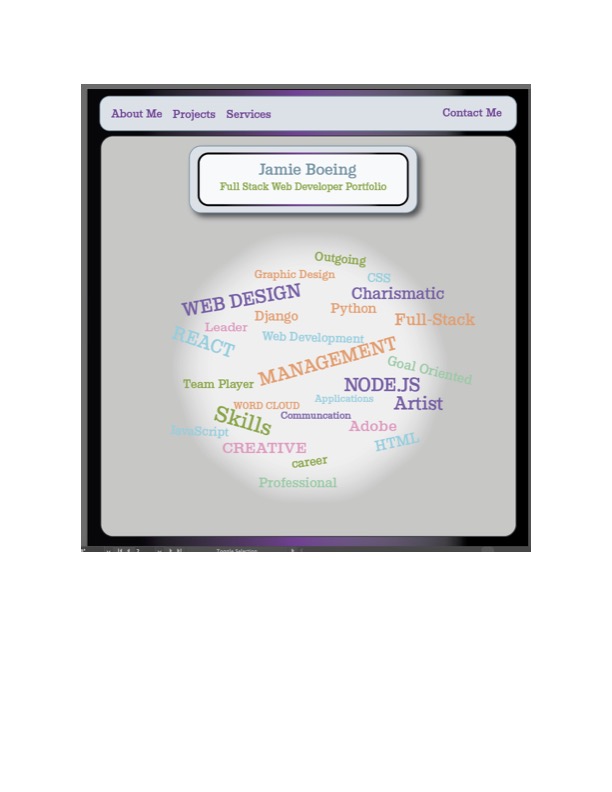 About Me Projects Services Contact Me
Jamie Boeing
Full Stack Web Developer Portfolio
Outgoing
Graphic Design
CSS
WEB DESIGN
Charismatic
Django
Python
Full-Stack
Leader
REACT
Web Development
MANAGEMENT
Goal Oriented
Team Player
NODE.JS
WORD CLOUD
Applications
Artist
Skills
Communcation
JavaScript
Adobe
CREATIVE
HTML
career
Professional